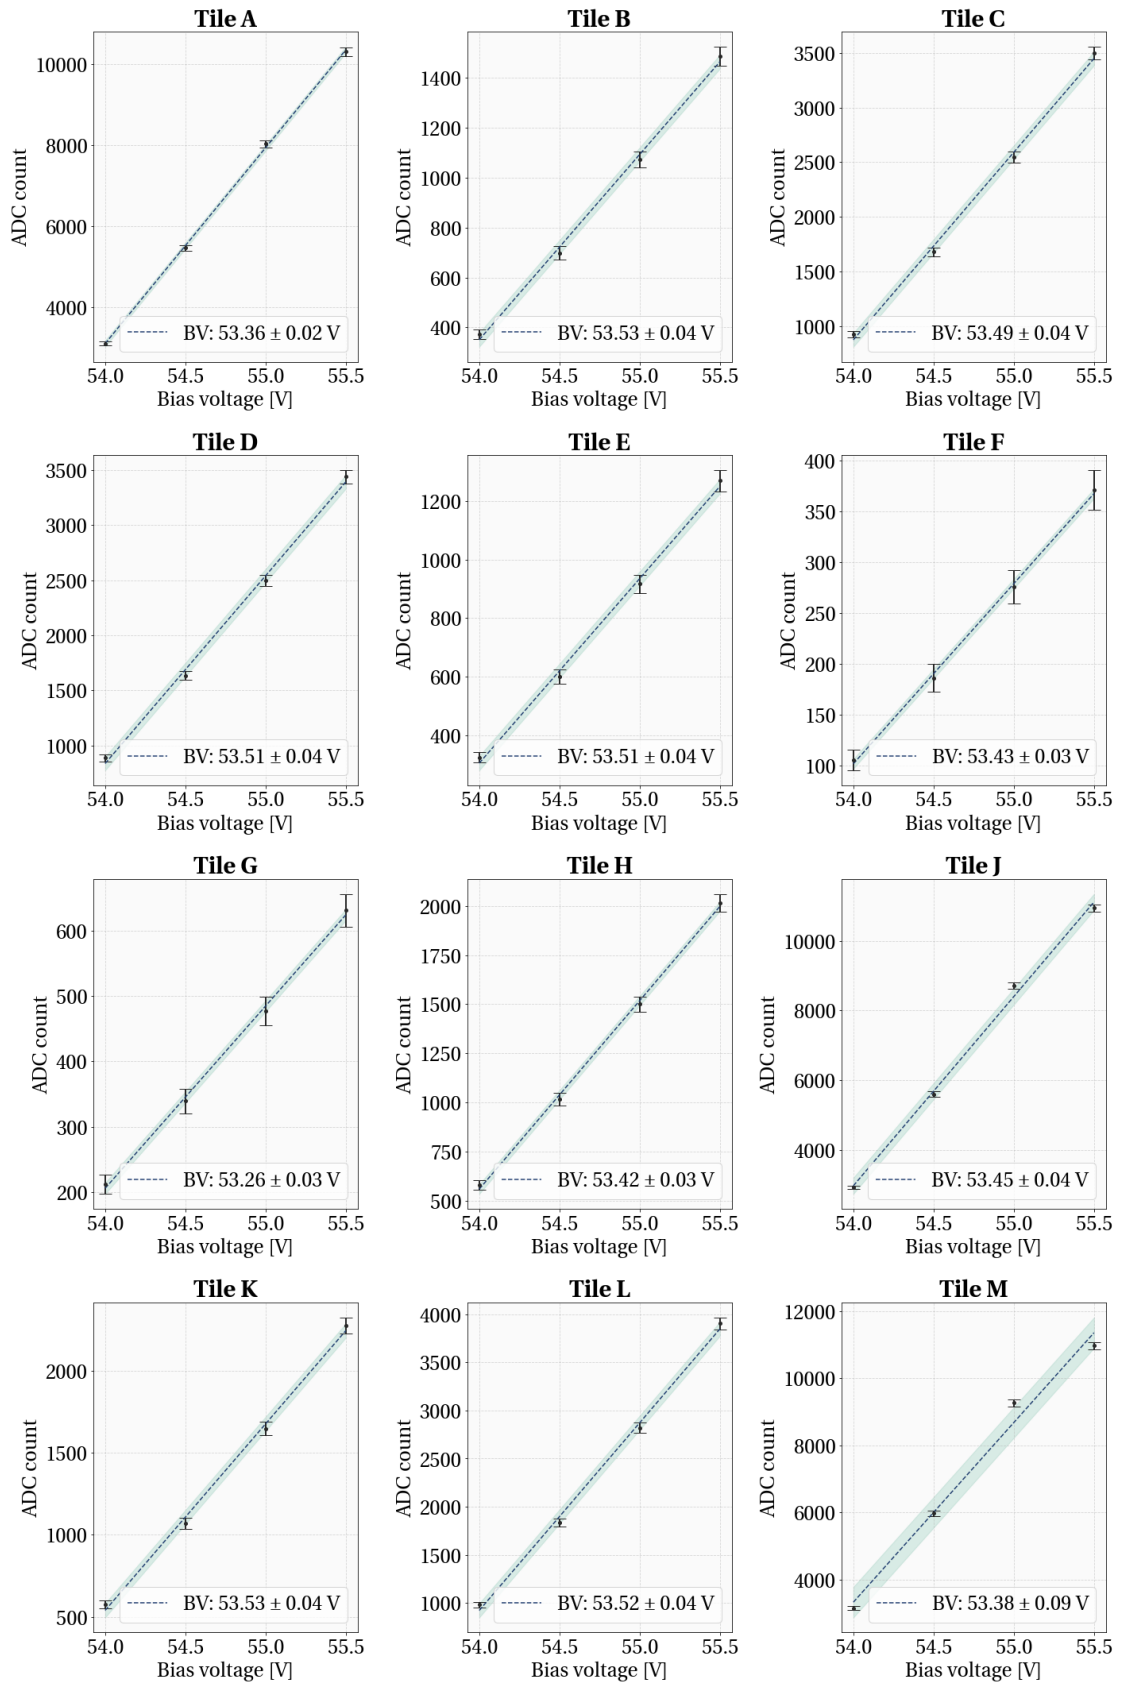 Tile A
ADC count
10000
8000
6000
4000
BV: 53.36 ± 0.02 V
54.0 54.5 55.0 55.5
Bias voltage [V]
Tile B
ADC count
1400
1200
1000
800
600
400
BV: 53.53 ± 0.04 V
54.0 54.5 55.0 55.5
Bias voltage [V]
Tile C
ADC count
3500
3000
2500
2000
1500
1000
BV: 53.49 ± 0.04 V
54.0 54.5 55.0 55.5
Bias voltage [V]
Tile D
ADC count
3500
3000
2500
2000
1500
1000
BV: 53.51 ± 0.04 V
54.0 54.5 55.0 55.5
Bias voltage [V]
Tile E
ADC count
1200
1000
800
600
400
BV: 53.51 ± 0.04 V
54.0 54.5 55.0 55.5
Bias voltage [V]
Tile F
ADC count
400
350
300
250
200
150
100
BV: 53.43 ± 0.03 V
54.0 54.5 55.0 55.5
Bias voltage [V]
Tile G
ADC count
600
500
400
300
200
BV: 53.26 ± 0.03 V
54.0 54.5 55.0 55.5
Bias voltage [V]
Tile H
ADC count
2000
1750
1500
1250
1000
750
500
BV: 53.42 ± 0.03 V
54.0 54.5 55.0 55.5
Bias voltage [V]
Tile J
ADC count
10000
8000
6000
4000
BV: 53.45 ± 0.04 V
54.0 54.5 55.0 55.5
Bias voltage [V]
Tile K
ADC count
2000
1500
1000
500
BV: 53.53 ± 0.04 V
54.0 54.5 55.0 55.5
Bias voltage [V]
Tile L
ADC count
4000
3500
3000
2500
2000
1500
1000
BV: 53.52 ± 0.04 V
54.0 54.5 55.0 55.5
Bias voltage [V]
Tile M
ADC count
12000
10000
8000
6000
4000
BV: 53.38 ± 0.09 V
54.0 54.5 55.0 55.5
Bias voltage [V]